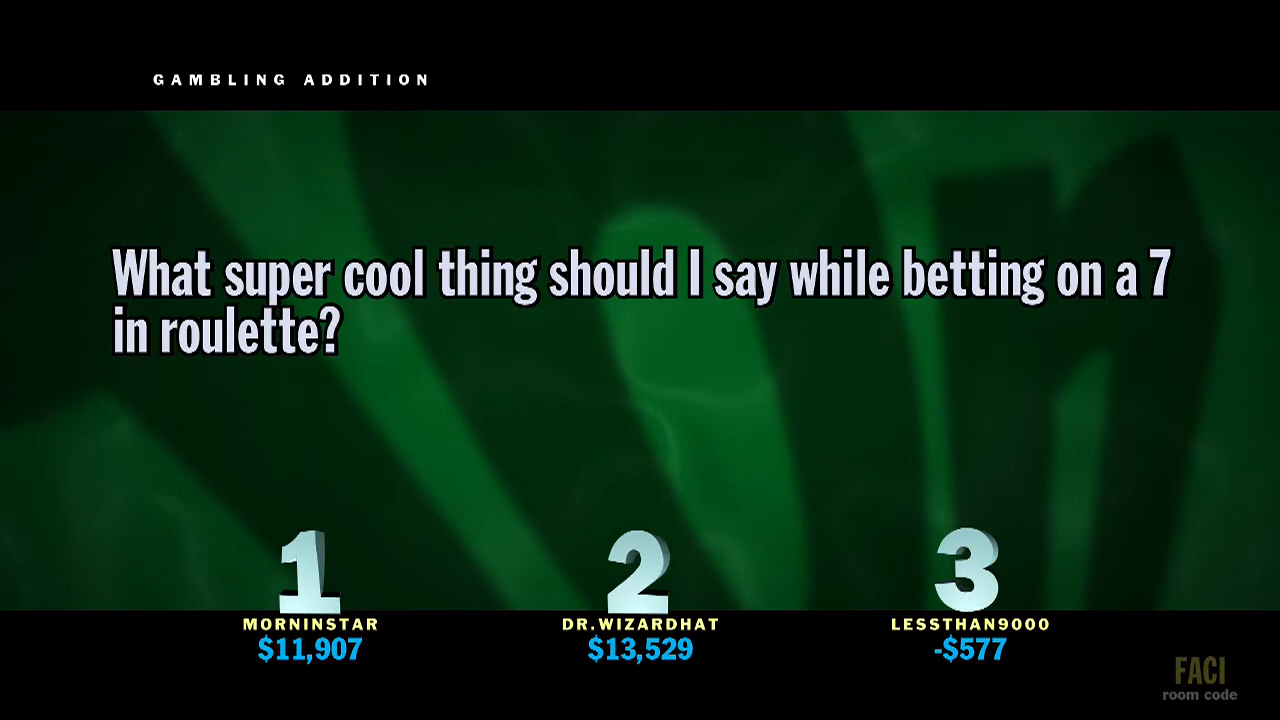 GAMBLING ADDITION
What super cool thing should I say while betting on a 7
in roulette?
1 2 3
MORNINSTAR DR.WIZARDHAT LESSTHAN9000
$11,907 $13,529 -$577
FACI
room code